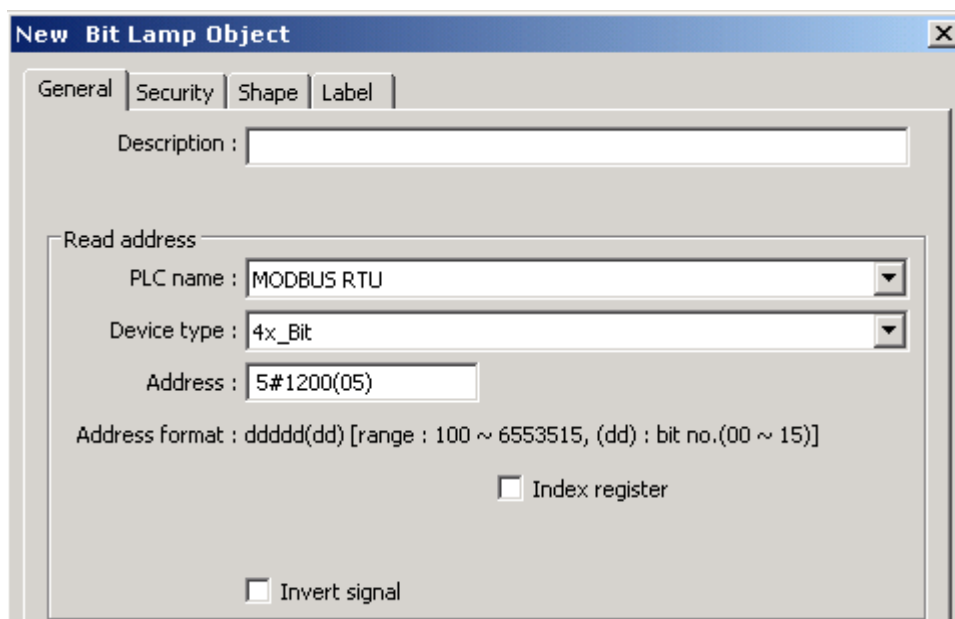 New Bit Lamp Object
General Security Shape Label
Description :
Read address
PLC name : MODBUS RTU
Device type : 4x_Bit
Address : 5#1200(05)
Address format : ddddd(dd) [range : 100 ~ 6553515, (dd) : bit no.(00 ~ 15)]
Index register
Invert signal